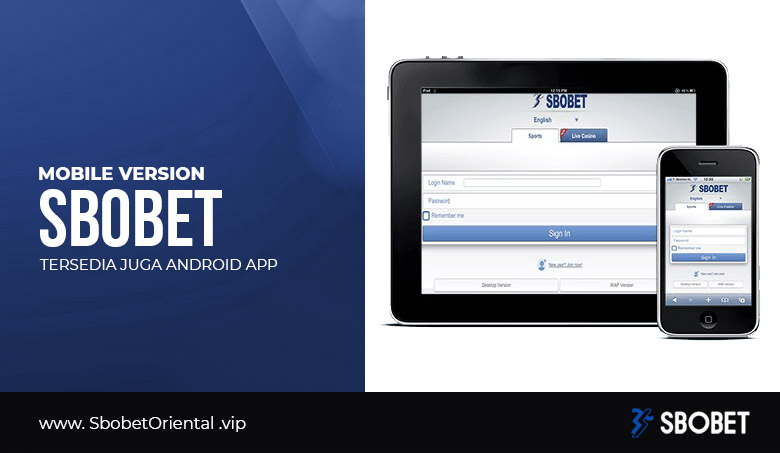 MOBILE VERSION
SBOBET
TERSEDIA JUGA ANDROID APP
iPad
12:15 PM
SBOBET
English
Sports
Live Casino
Login Name
Password
Remember me
Sign In
New user? Join now!
Desktop Version
WAP Version
SBOBET
English
Sports
Live Casino
Login Name
Password
Remember me
Sign In
New user? Join now!
Desktop Version
WAP Version
www. SbobetOriental .vip
SBOBET